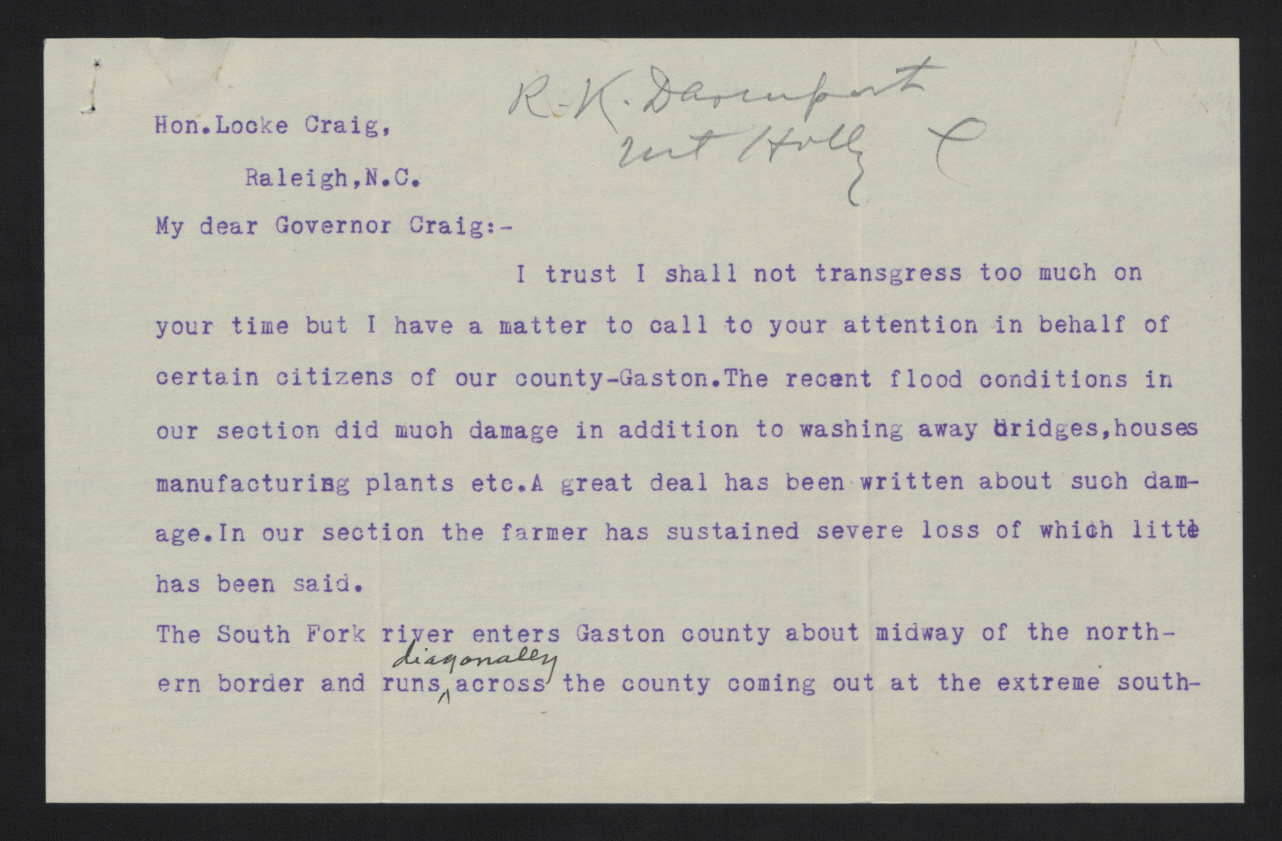 R. K. Davenport
Mt Holly C
Hon.Locke Craig,
Raleigh,N.C.
My dear Governor Craig:-
I trust I shall not transgress too much on
your time but I have a matter to call to your attention in behalf of
certain citizens of our county-Gaston.The recent flood conditions in
our section did much damage in addition to washing away bridges,houses
manufacturing plants etc.A great deal has been written about such dam-
age.In our section the farmer has sustained severe loss of which little
has been said.
The South Fork river enters Gaston county about midway of the north-
diagonally
ern border and runs ^ across the county coming out at the extreme south-